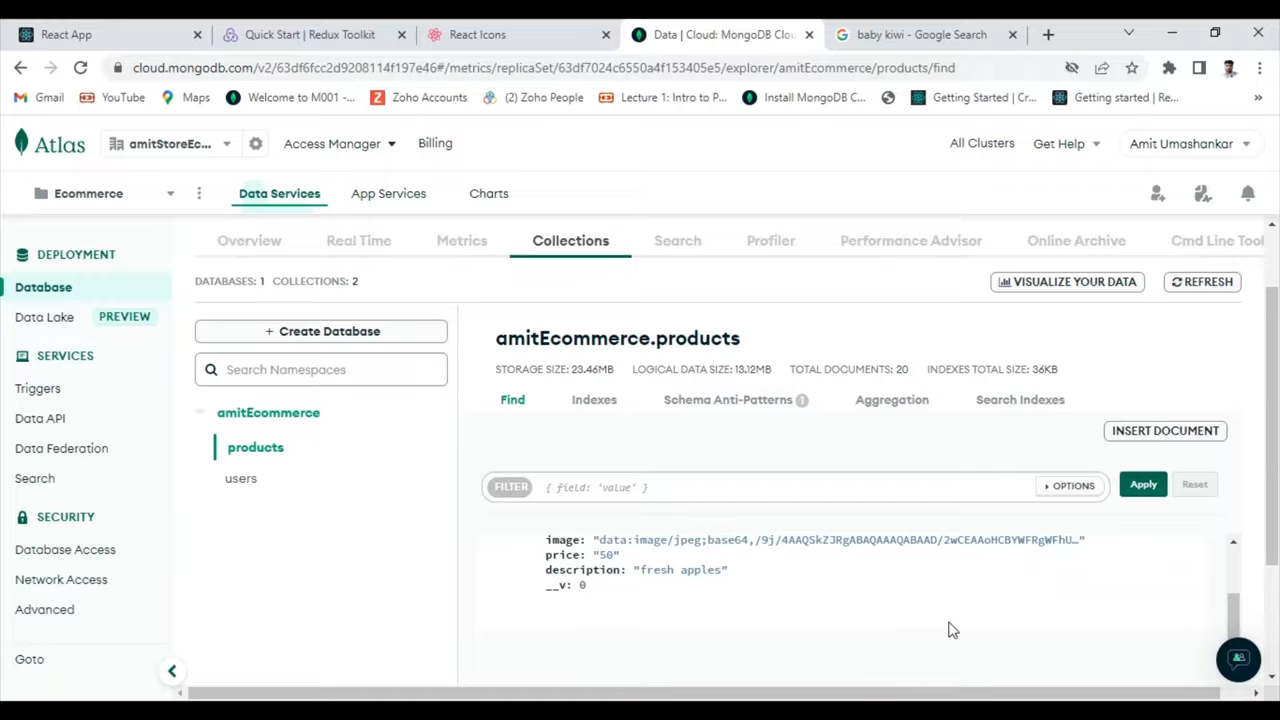 React App
Quick Start | Redux Toolkit
React Icons
Data | Cloud: MongoDB Clou
baby kiwi - Google Search
cloud.mongodb.com/v2/63df6fcc2d9208114f197e46#/metrics/replicaSet/63df7024c6550a4f153405e5/explorer/amitEcommerce/products/find
Gmail
YouTube
Maps
Welcome to M001 -...
Zoho Accounts
(2) Zoho People
Lecture 1: Intro to P...
Install MongoDB C...
Getting Started | Cr...
Getting started | Re...
Atlas
amitStoreEc...
Access Manager
Billing
All Clusters
Get Help
Amit Umashankar
Ecommerce
Data Services
App Services
Charts
DEPLOYMENT
Database
Data Lake
PREVIEW
SERVICES
Triggers
Data API
Data Federation
Search
SECURITY
Database Access
Network Access
Advanced
Goto
Overview
Real Time
Metrics
Collections
Search
Profiler
Performance Advisor
Online Archive
Cmd Line Tool
DATABASES: 1 COLLECTIONS: 2
VISUALIZE YOUR DATA
REFRESH
+ Create Database
Search Namespaces
amitEcommerce
products
users
amitEcommerce.products
STORAGE SIZE: 23.46MB LOGICAL DATA SIZE: 13.12MB TOTAL DOCUMENTS: 20 INDEXES TOTAL SIZE: 36KB
Find
Indexes
Schema Anti-Patterns 1
Aggregation
Search Indexes
INSERT DOCUMENT
FILTER { field: 'value' }
OPTIONS
Apply
Reset
image: "data:image/jpeg;base64,/9j/4AAQSkZJRgABAQAAAQABAAD/2wCEAAoHCBYWFRgWFhU…"
price: "50"
description: "fresh apples"
__v: 0